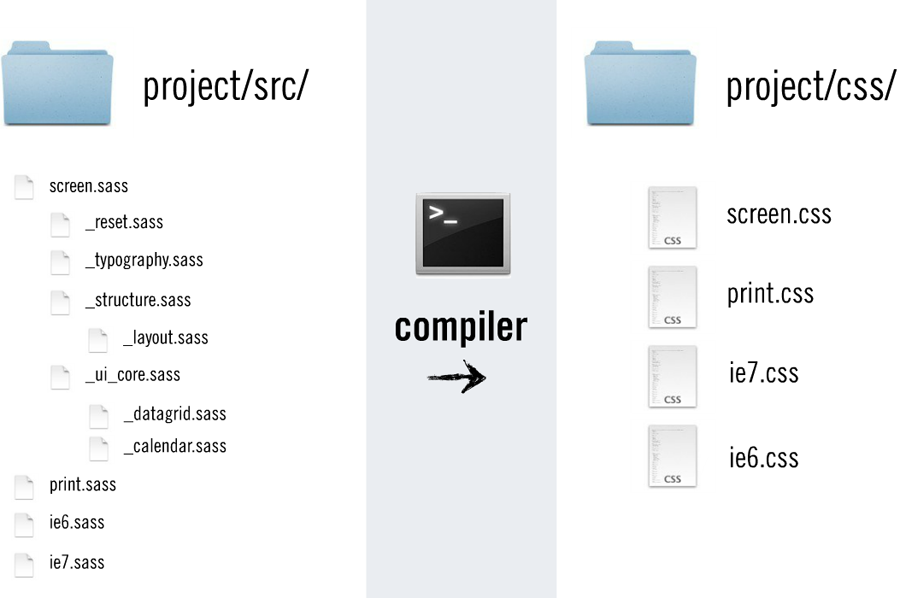 project/src/
screen.sass
_reset.sass
_typography.sass
_structure.sass
_layout.sass
_ui_core.sass
_datagrid.sass
_calendar.sass
print.sass
ie6.sass
ie7.sass
>_
compiler
project/css/
CSS
screen.css
CSS
print.css
CSS
ie7.css
CSS
ie6.css